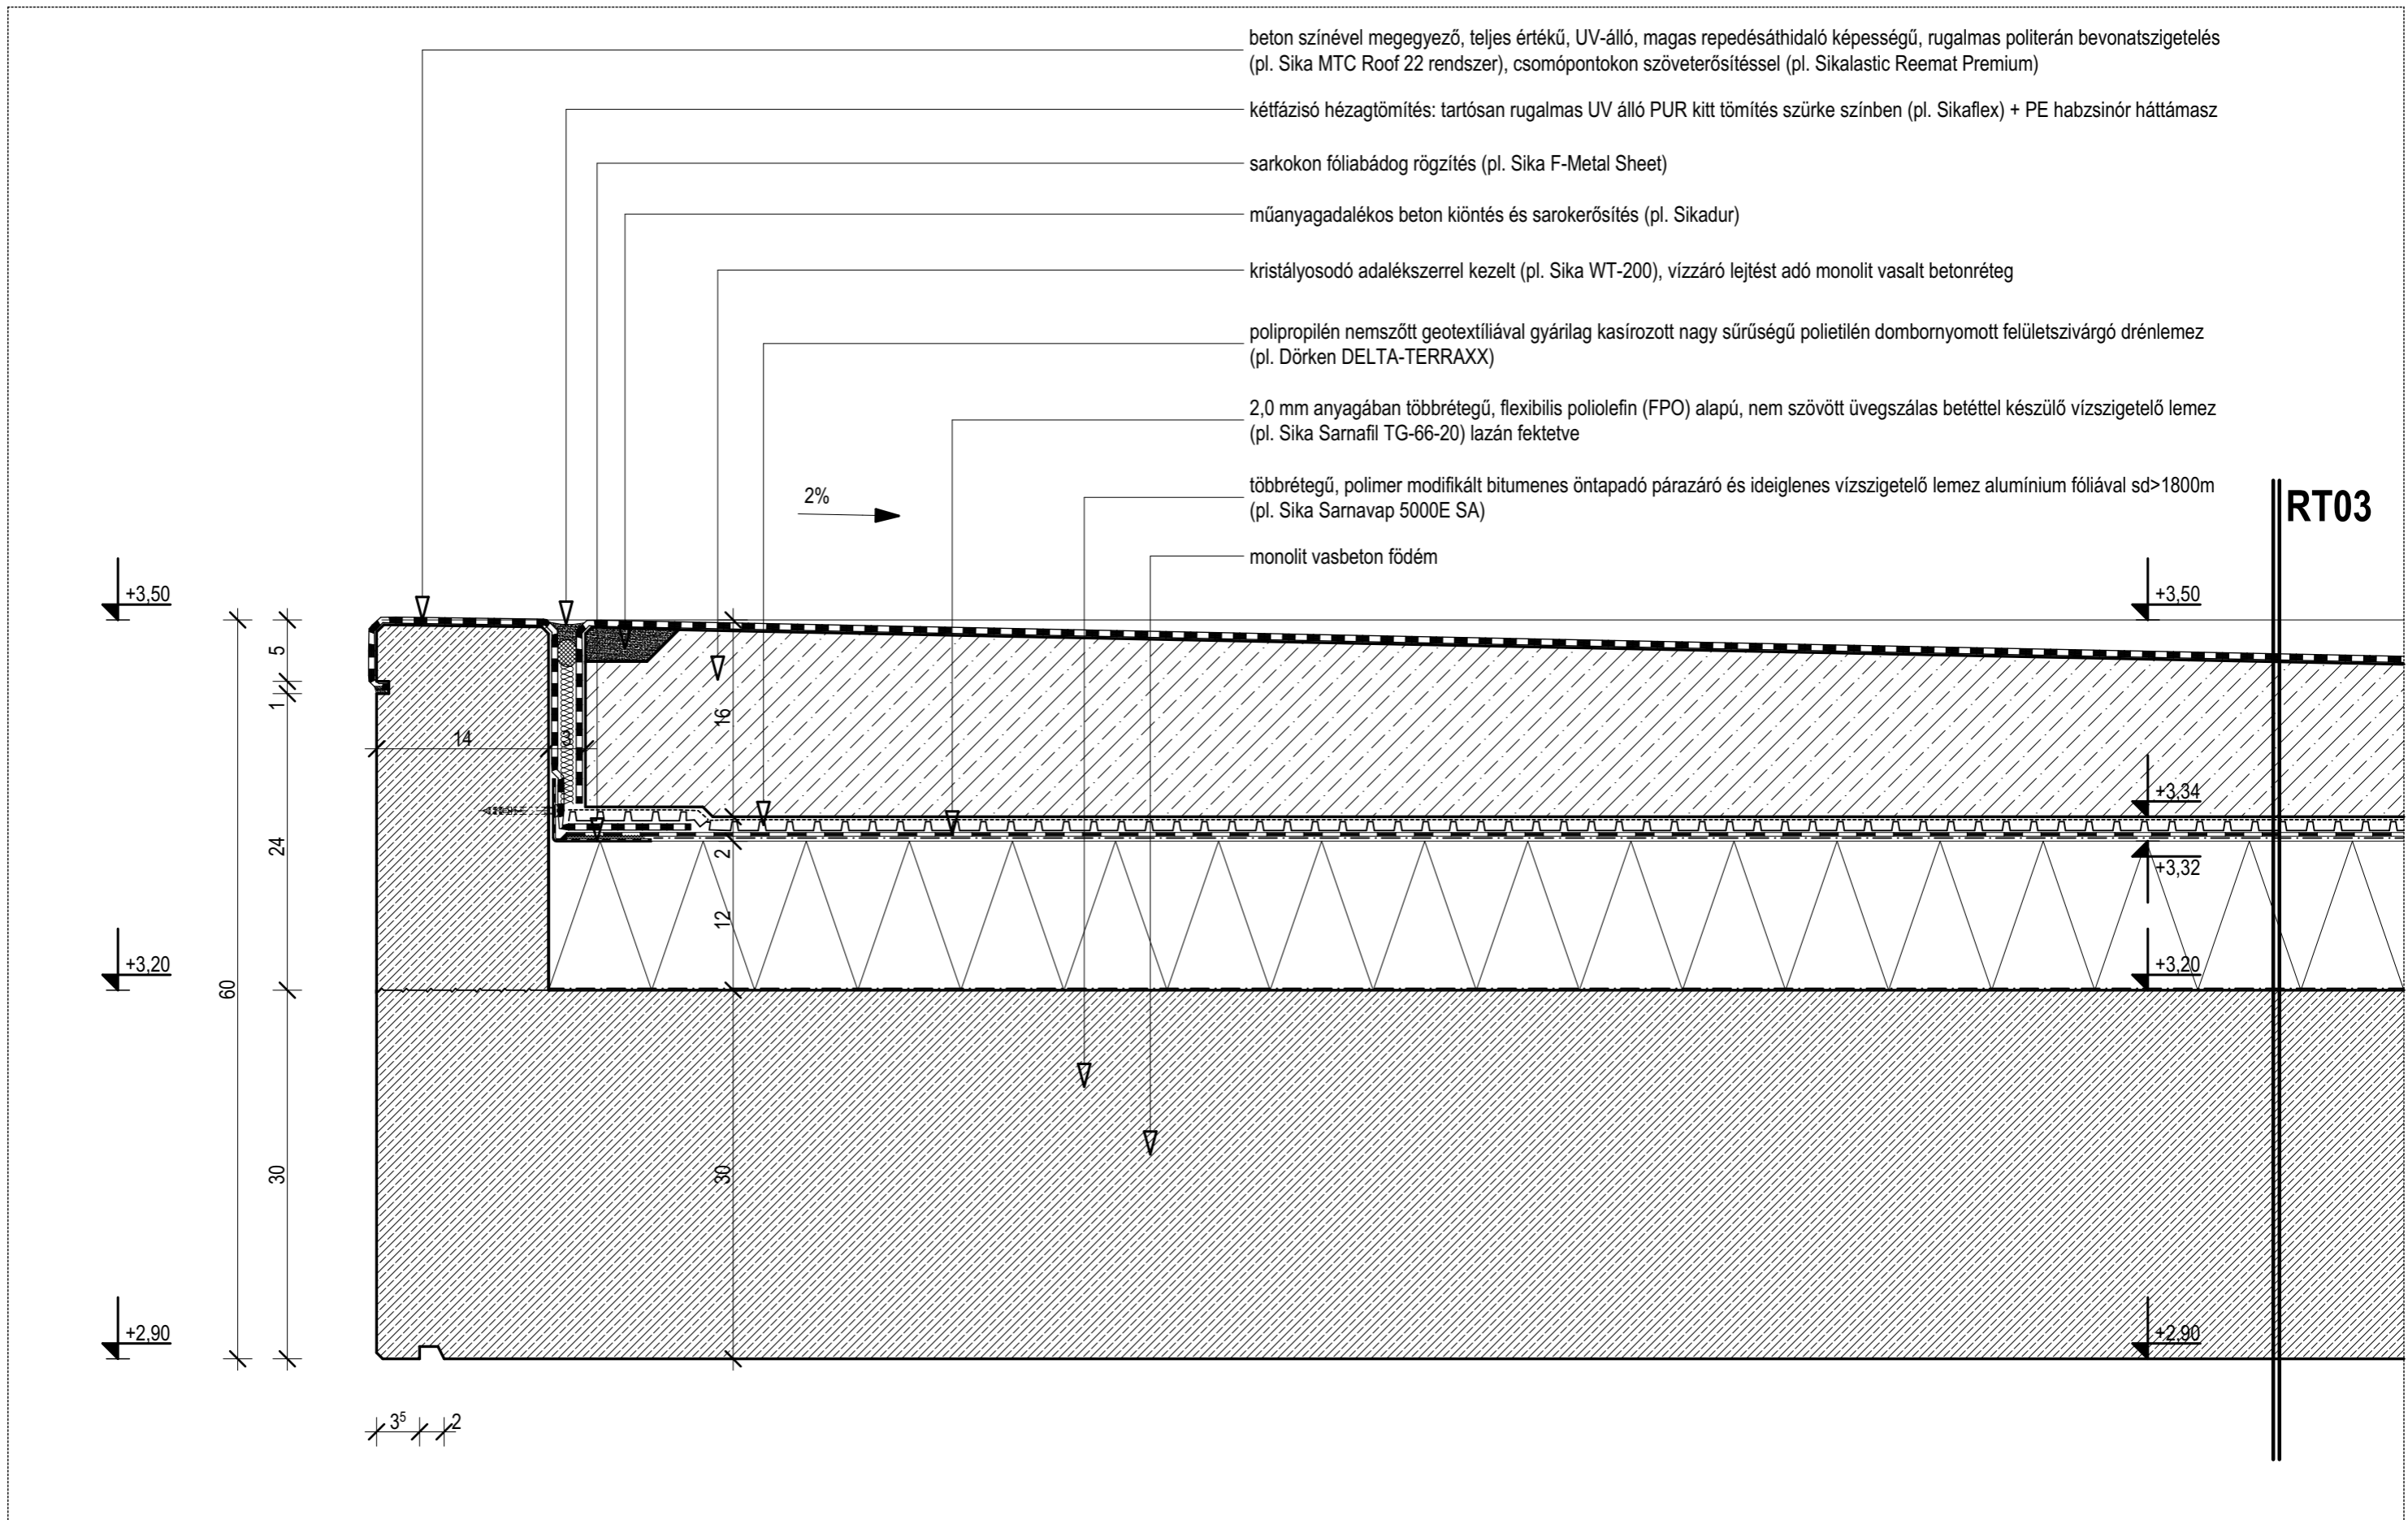 beton színével megegyező, teljes értékű, UV-álló, magas repedésáthidaló képességű, rugalmas politerán bevonatszigetelés
(pl. Sika MTC Roof 22 rendszer), csomópontokon szöveterősítéssel (pl. Sikalastic Reemat Premium)
kétfázisó hézagtömítés: tartósan rugalmas UV álló PUR kitt tömítés szürke színben (pl. Sikaflex) + PE habzsinór háttámasz
sarkokon fóliabádog rögzítés (pl. Sika F-Metal Sheet)
műanyagadalékos beton kiöntés és sarokerősítés (pl. Sikadur)
kristályosodó adalékszerrel kezelt (pl. Sika WT-200), vízzáró lejtést adó monolit vasalt betonréteg
polipropilén nemszőtt geotextíliával gyárilag kasírozott nagy sűrűségű polietilén dombornyomott felületszivárgó drénlemez
(pl. Dörken DELTA-TERRAXX)
2,0 mm anyagában többrétegű, flexibilis poliolefin (FPO) alapú, nem szövött üvegszálas betéttel készülő vízszigetelő lemez
(pl. Sika Sarnafil TG-66-20) lazán fektetve
többrétegű, polimer modifikált bitumenes öntapadó párazáró és ideiglenes vízszigetelő lemez alumínium fóliával sd>1800m
(pl. Sika Sarnavap 5000E SA)
monolit vasbeton födém
2%
RT03
+3,50
+3,50
5
1
16
14
3
+3,34
24
2
+3,32
12
+3,20
+3,20
60
30
30
+2,90
+2,90
3⁵
2